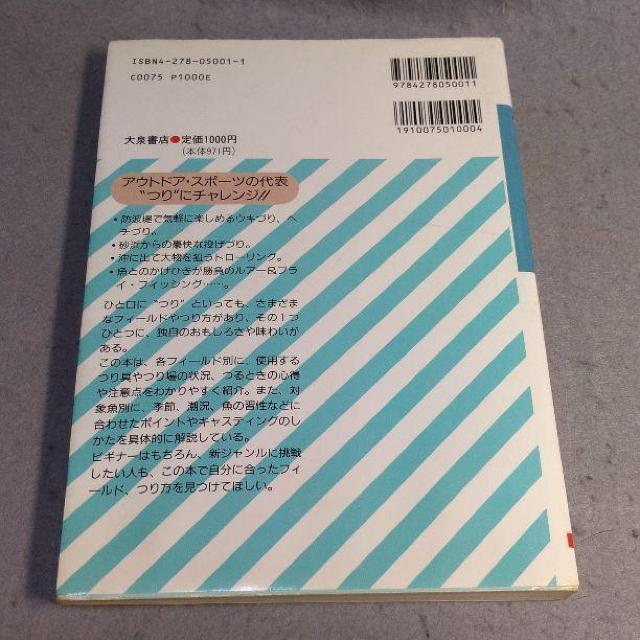 ISBN4-278-05001-1
C0075 P1000E
9784278050011
1910075010004
大泉書店●定価1000円
(本体971円)
アウトドア・スポーツの代表
“つり”にチャレンジ!!
・防波堤で気軽に楽しめるウキづり、ヘ
チづり。
・砂浜からの豪快な投げづり。
・沖に出て大物を狙うトローリング。
・魚とのかけひきが勝負のルアー&フラ
イ・フィッシング……。
ひと口に“つり”といっても、さまざま
なフィールドやつり方があり、その1つ
ひとつに、独自のおもしろさや味わいが
ある。
この本は、各フィールド別に、使用する
つり具やつり場の状況、つるときの心得
や注意点をわかりやすく紹介。また、対
象魚別に、季節、潮況、魚の習性などに
合わせたポイントやキャスティングのし
かたを具体的に解説している。
ビギナーはもちろん、新ジャンルに挑戦
したい人も、この本で自分に合ったフィ
ールド、つり方を見つけてほしい。